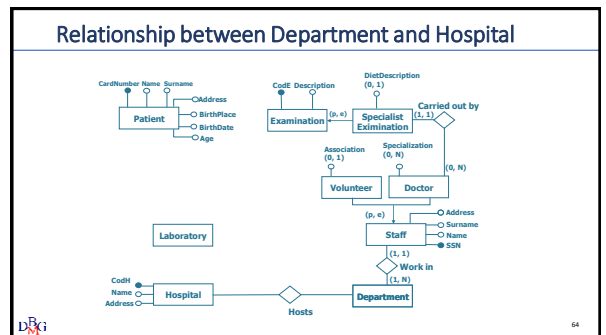 Relationship between Department and Hospital
DietDescription
(0, 1)
CardNumber Name Surname
CodE Description
Address
Carried out by
Patient
BirthPlace
BirthDate
Age
Examination
(p, e)
Specialist
Eximination
(1, 1)
Association
(0, 1)
Specialization
(0, N)
(0, N)
Volunteer
Doctor
(p, e)
Address
Surname
Name
SSN
Laboratory
Staff
(1, 1)
Work in
CodH
Name
Address
Hospital
Hosts
(1, N)
Department
DBMG
64